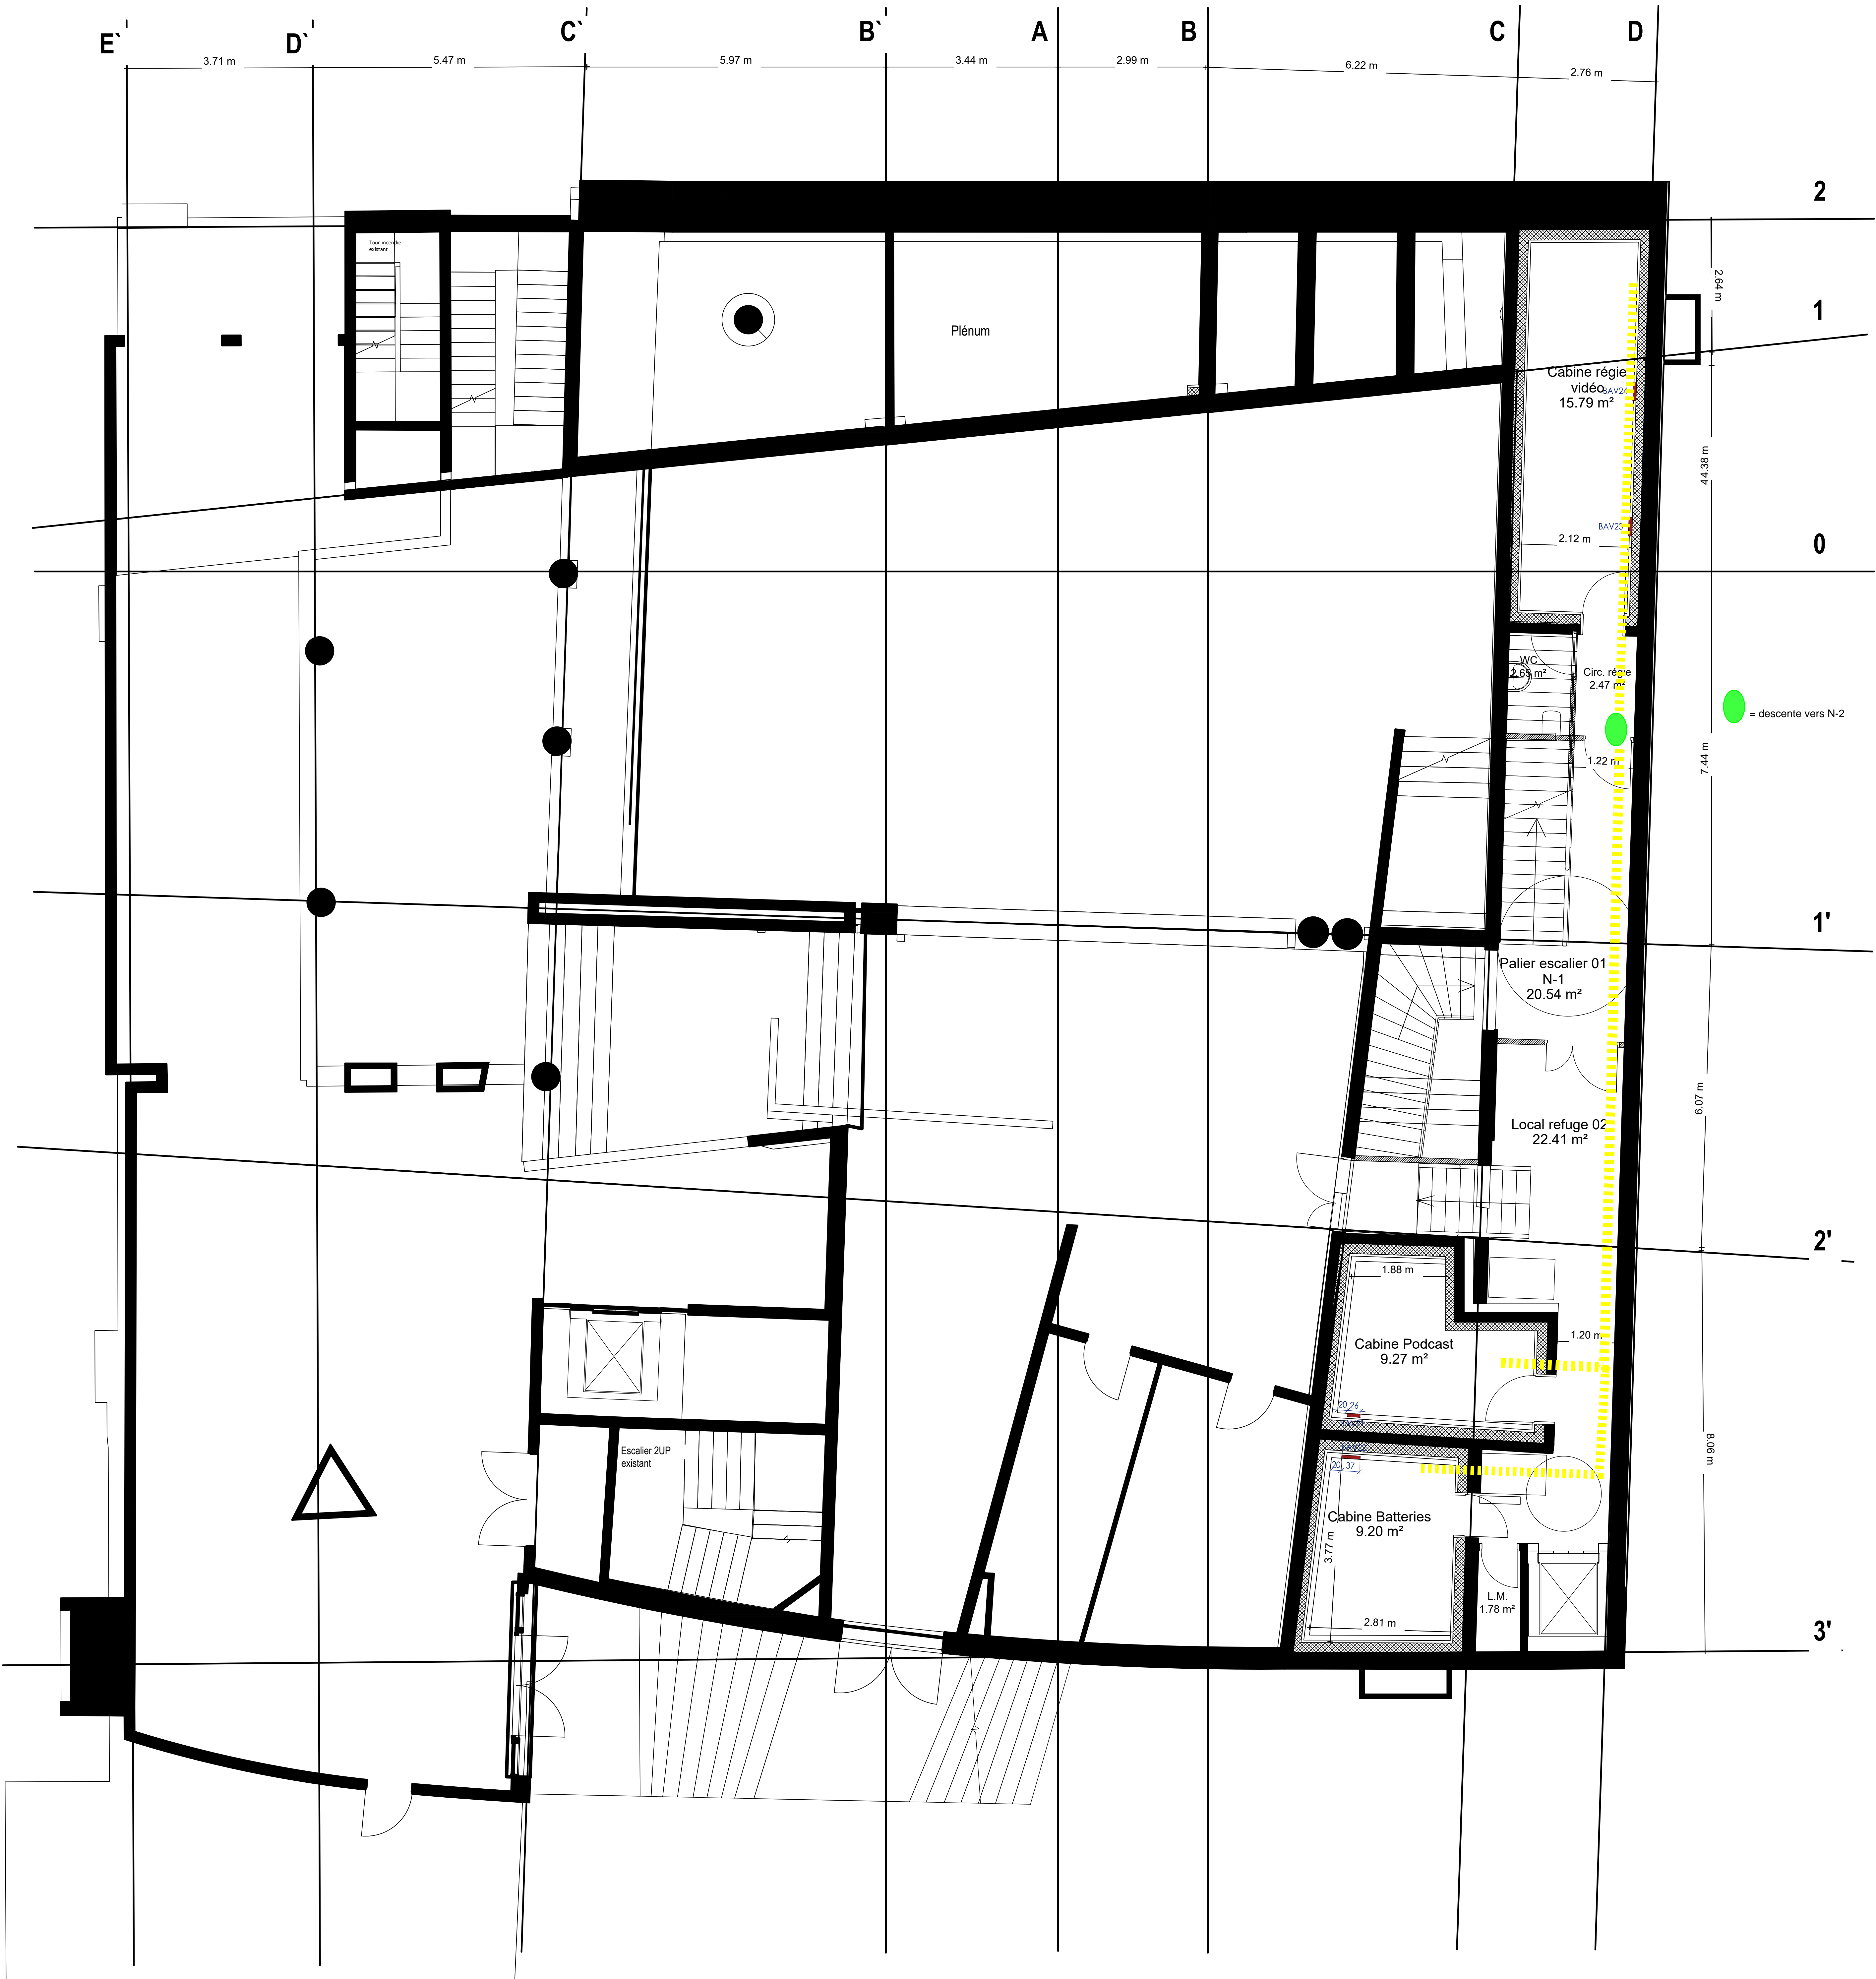 E`
D`
C`
B`
A
B
C
D
3.71 m
5.47 m
5.97 m
3.44 m
2.99 m
6.22 m
2.76 m
2
Tour incendie
existant
2.64 m
1
Plénum
Cabine régie
vidéo
15.79 m²
BAV24
44.38 m
BAV23
2.12 m
0
WC
2.65 m²
Circ. régie
2.47 m²
= descente vers N-2
1.22 m
7.44 m
1'
Palier escalier 01
N-1
20.54 m²
6.07 m
Local refuge 02
22.41 m²
2'
1.88 m
1.20 m
Cabine Podcast
9.27 m²
20 26
8.06 m
Escalier 2UP
existant
BAV22
20 37
Cabine Batteries
9.20 m²
3.77 m
L.M.
1.78 m²
2.81 m
3'